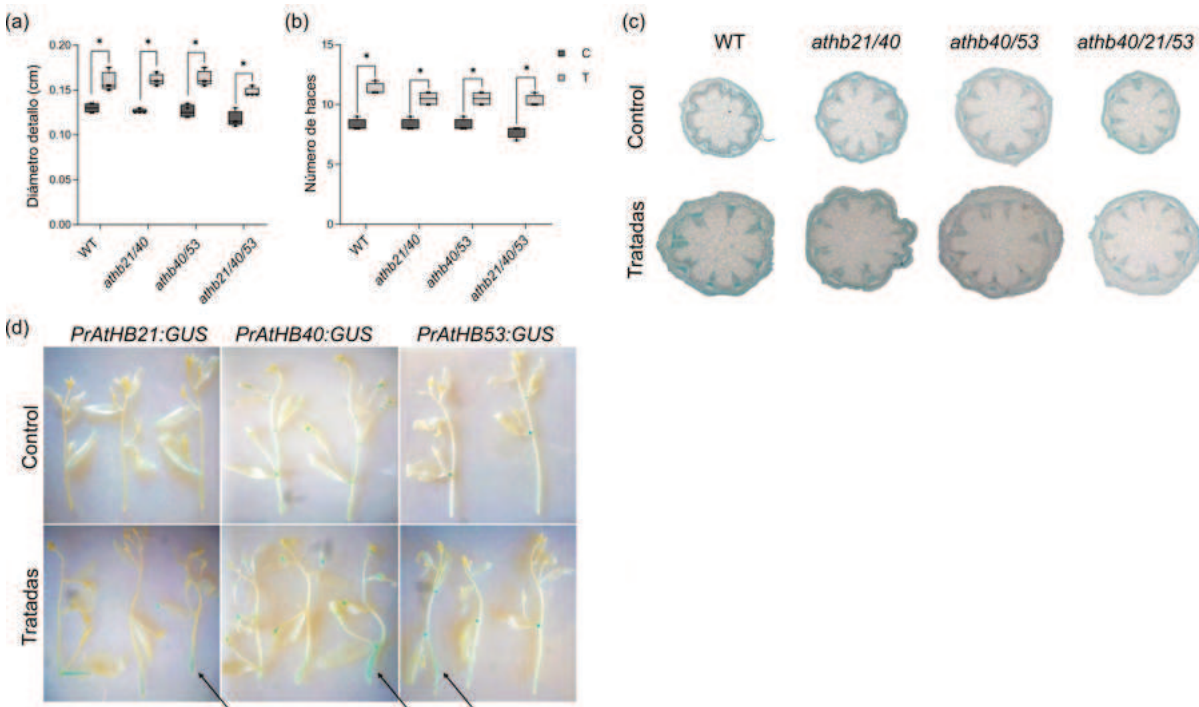 (a)
Diámetro detallo (cm)
0.20
0.15
0.10
0.05
0.00
*
*
*
*
WT
athb21/40
athb40/53
athb21/40/53
(b)
Número de haces
15
10
5
0
*
*
*
*
C
T
WT
athb21/40
athb40/53
athb21/40/53
(c)
WT athb21/40 athb40/53 athb40/21/53
Control
Tratadas
(d)
PrAtHB21:GUS PrAtHB40:GUS PrAtHB53:GUS
Control
Tratadas